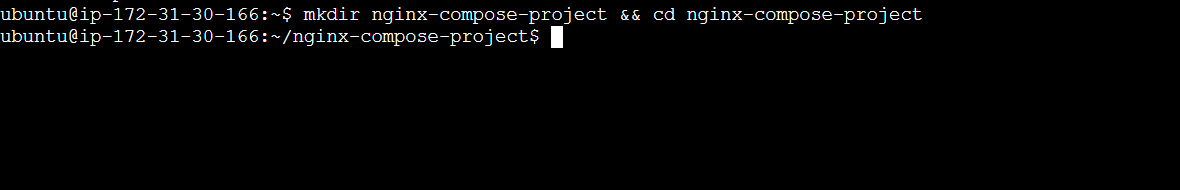 ubuntu@ip-172-31-30-166:~$ mkdir nginx-compose-project && cd nginx-compose-project
ubuntu@ip-172-31-30-166:~/nginx-compose-project$